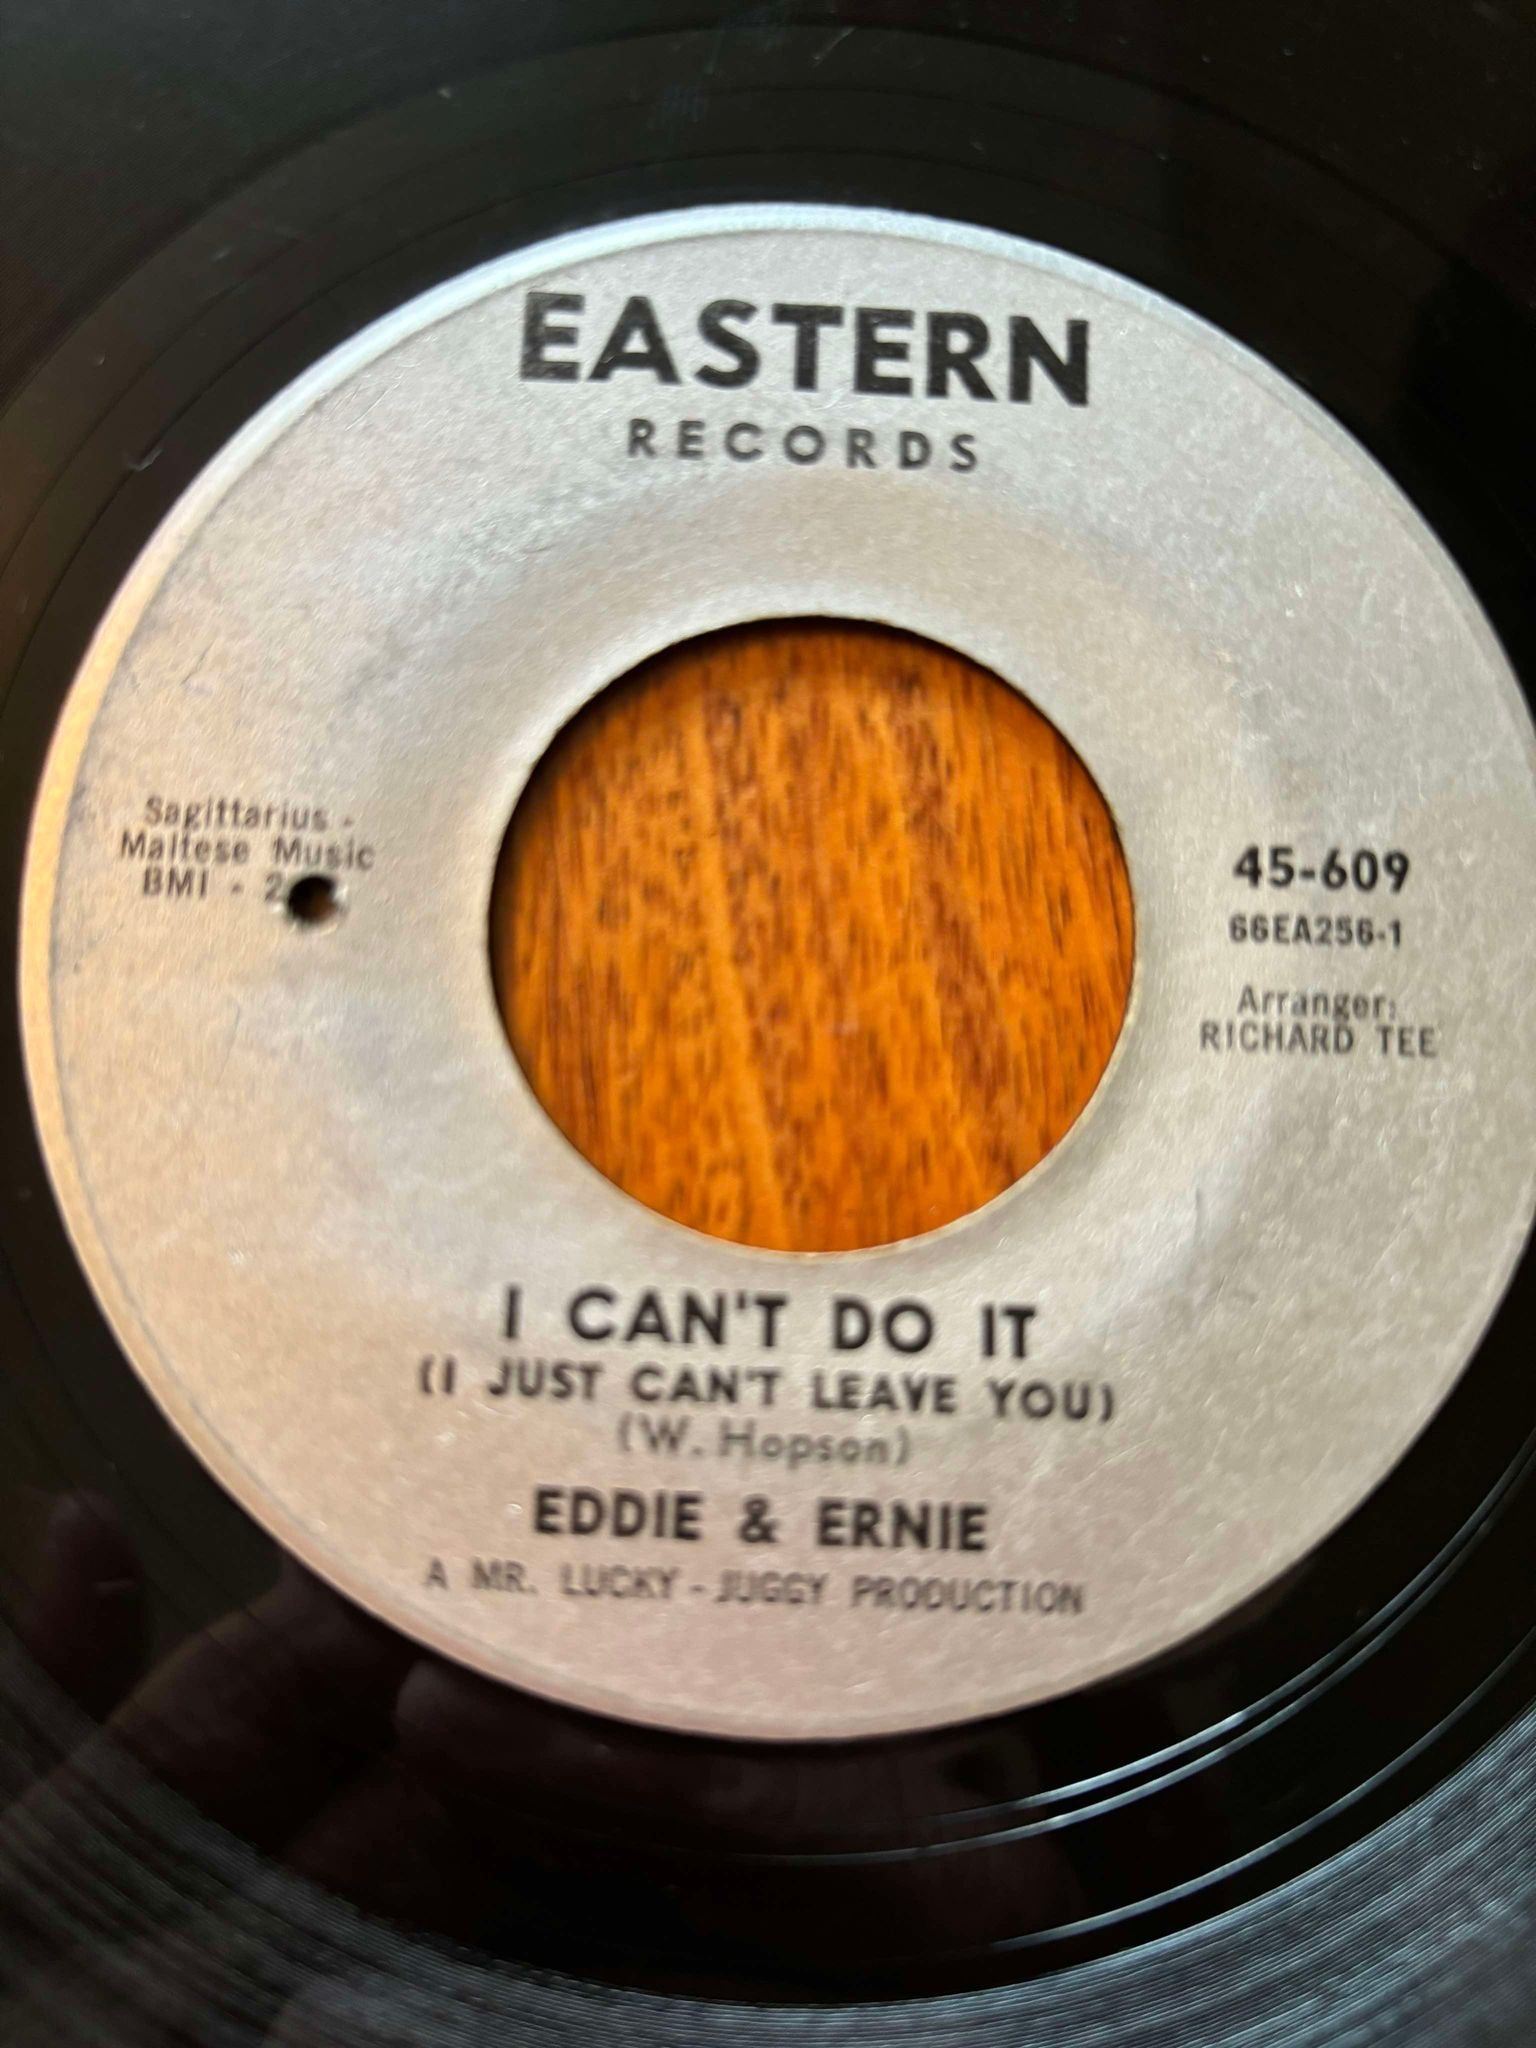 EASTERN
RECORDS
Sagittarius -
Maltese Music
BMI - 2
45-609
66EA256-1
Arranger:
RICHARD TEE
I CAN'T DO IT
(I JUST CAN'T LEAVE YOU)
(W. Hopson)
EDDIE & ERNIE
A MR. LUCKY - JUGGY PRODUCTION